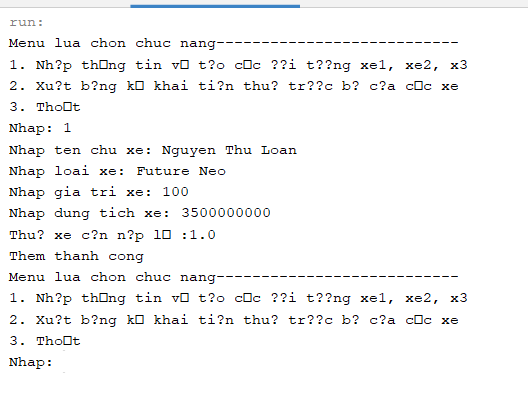 run:
Menu lua chon chuc nang---------------------------
1. Nh?p th□ng tin v□ t?o c□c ??i t??ng xe1, xe2, x3
2. Xu?t b?ng k□ khai ti?n thu? tr??c b? c?a c□c xe
3. Tho□t
Nhap: 1
Nhap ten chu xe: Nguyen Thu Loan
Nhap loai xe: Future Neo
Nhap gia tri xe: 100
Nhap dung tich xe: 3500000000
Thu? xe c?n n?p l□ :1.0
Them thanh cong
Menu lua chon chuc nang---------------------------
1. Nh?p th□ng tin v□ t?o c□c ??i t??ng xe1, xe2, x3
2. Xu?t b?ng k□ khai ti?n thu? tr??c b? c?a c□c xe
3. Tho□t
Nhap: